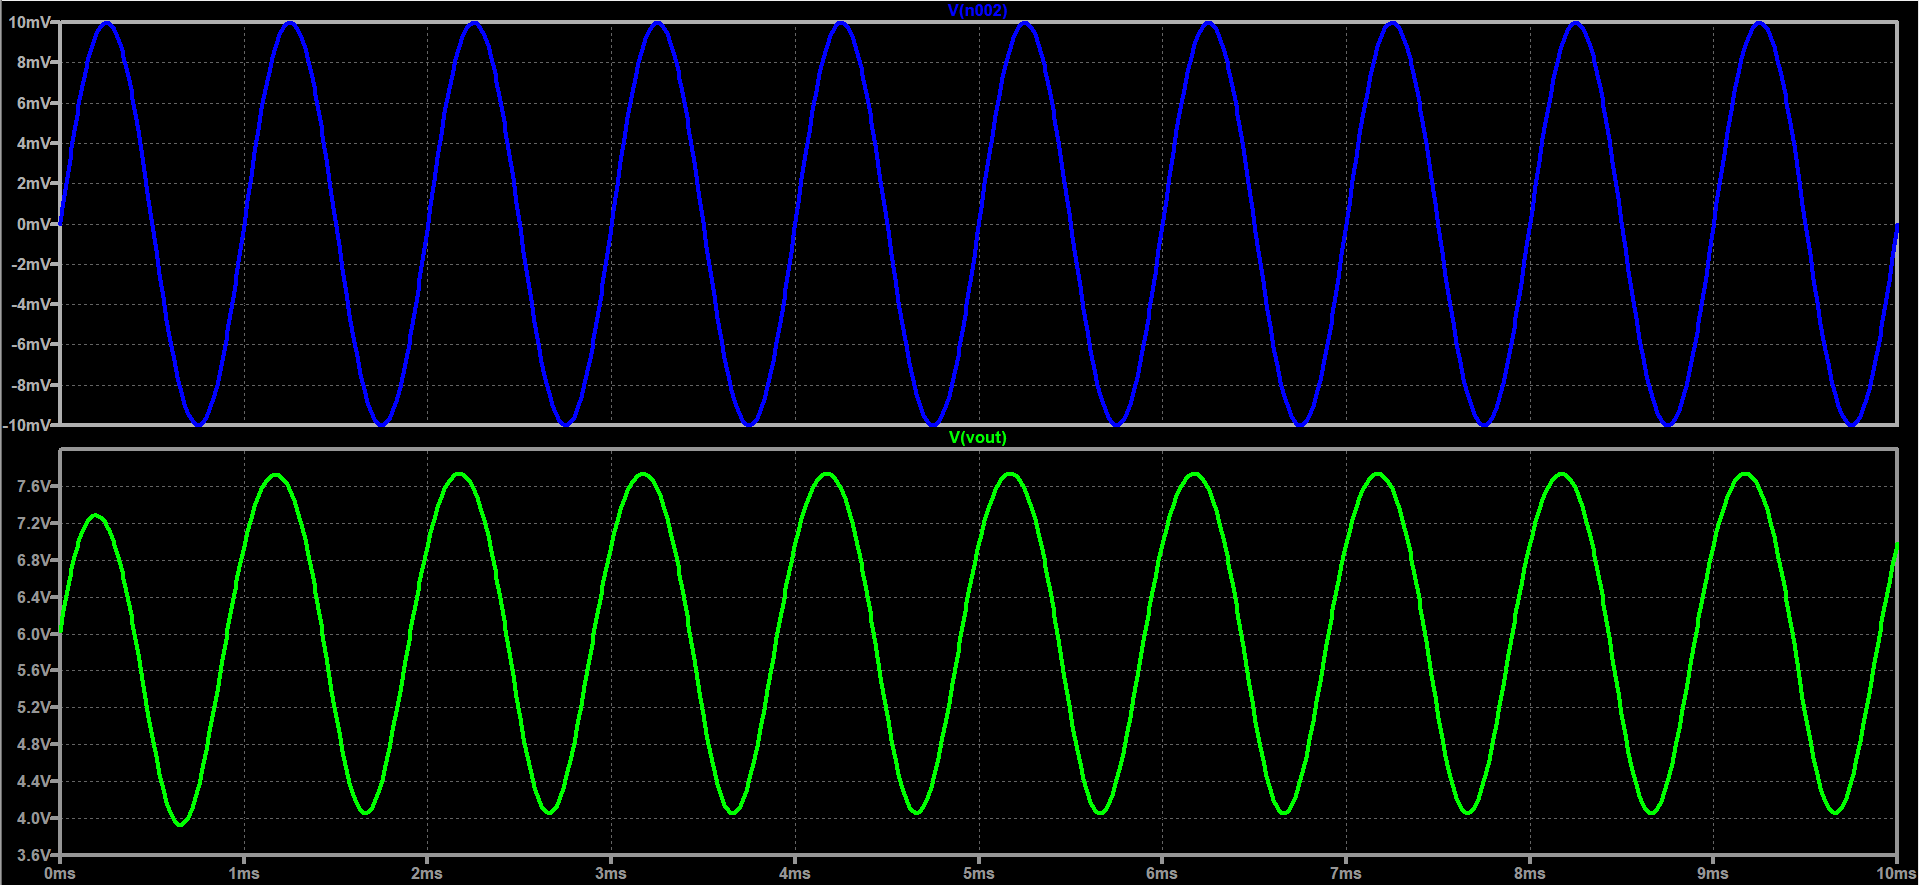 V(n002)
10mV
8mV
6mV
4mV
2mV
0mV
-2mV
-4mV
-6mV
-8mV
-10mV
V(vout)
7.6V
7.2V
6.8V
6.4V
6.0V
5.6V
5.2V
4.8V
4.4V
4.0V
3.6V
0ms 1ms 2ms 3ms 4ms 5ms 6ms 7ms 8ms 9ms 10ms